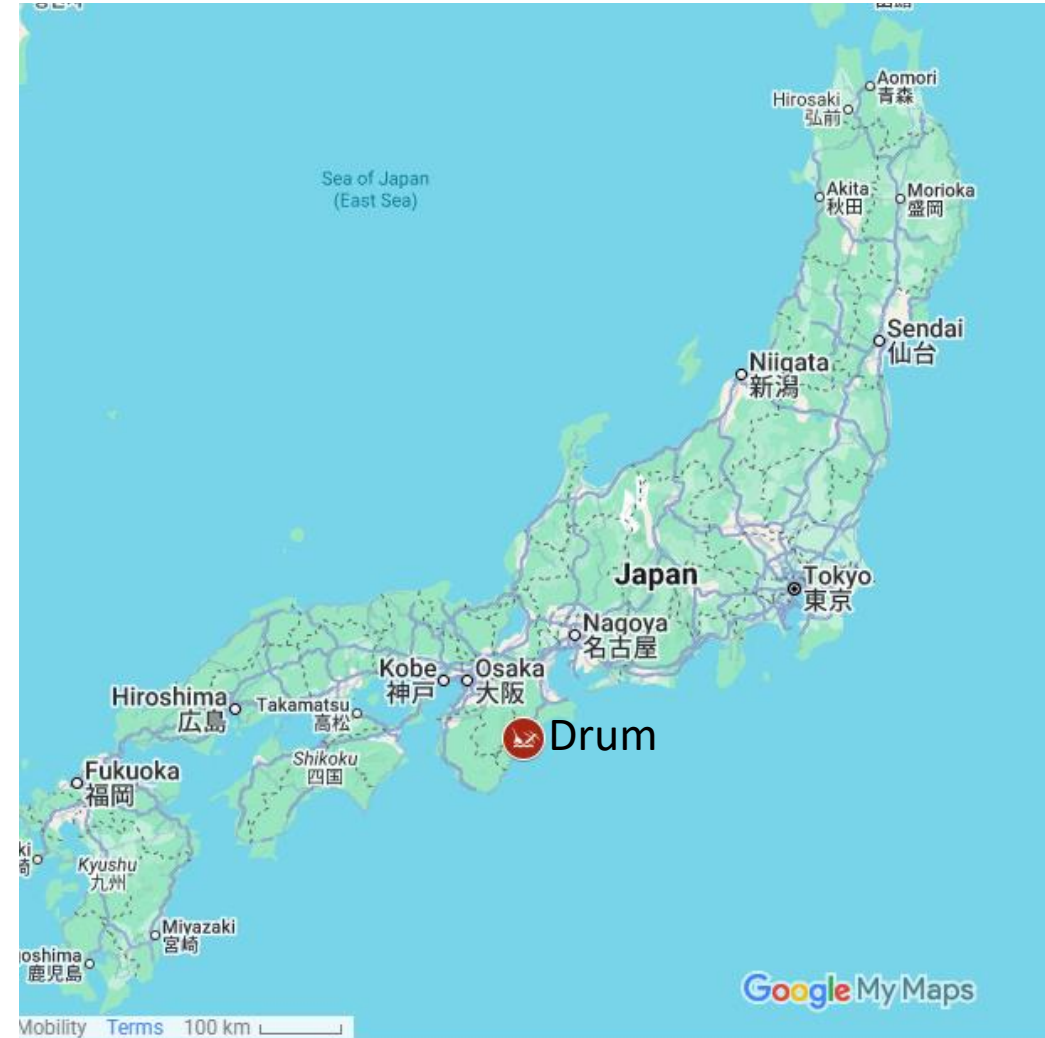 Aomori
青森
Hirosaki
弘前
Sea of Japan
(East Sea)
Akita
秋田
Morioka
盛岡
Sendai
仙台
Niigata
新潟
Japan
Tokyo
東京
Nagoya
名古屋
Kobe
神戸
Osaka
大阪
Hiroshima
広島
Takamatsu
高松
Drum
Shikoku
四国
Fukuoka
福岡
Kyushu
九州
Miyazaki
宮崎
oshima
鹿児島
Google My Maps
Mobility Terms 100 km